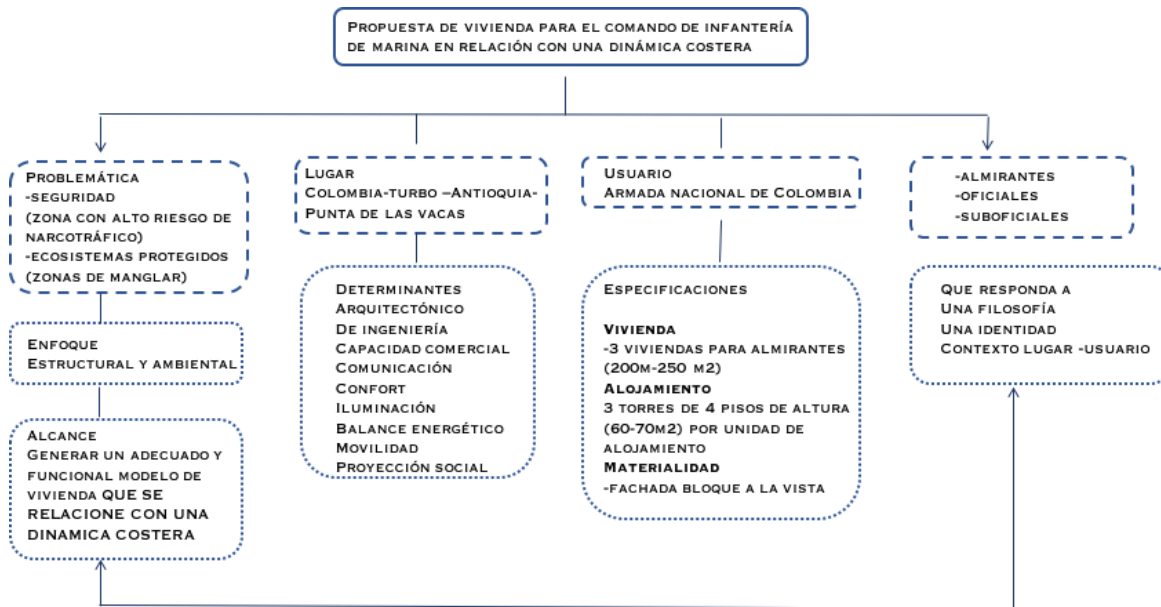 PROPUESTA DE VIVIENDA PARA EL COMANDO DE INFANTERÍA
DE MARINA EN RELACIÓN CON UNA DINÁMICA COSTERA
PROBLEMÁTICA
-SEGURIDAD
(ZONA CON ALTO RIESGO DE
NARCOTRÁFICO)
-ECOSISTEMAS PROTEGIDOS
(ZONAS DE MANGLAR)
ENFOQUE
ESTRUCTURAL Y AMBIENTAL
ALCANCE
GENERAR UN ADECUADO Y
FUNCIONAL MODELO DE
VIVIENDA QUE SE
RELACIONE CON UNA
DINAMICA COSTERA
LUGAR
COLOMBIA-TURBO –ANTIOQUIA-
PUNTA DE LAS VACAS
DETERMINANTES
ARQUITECTÓNICO
DE INGENIERÍA
CAPACIDAD COMERCIAL
COMUNICACIÓN
CONFORT
ILUMINACIÓN
BALANCE ENERGÉTICO
MOVILIDAD
PROYECCIÓN SOCIAL
USUARIO
ARMADA NACIONAL DE COLOMBIA
ESPECIFICACIONES
VIVIENDA
-3 VIVIENDAS PARA ALMIRANTES
(200M-250 M2)
ALOJAMIENTO
3 TORRES DE 4 PISOS DE ALTURA
(60-70M2) POR UNIDAD DE
ALOJAMIENTO
MATERIALIDAD
-FACHADA BLOQUE A LA VISTA
-ALMIRANTES
-OFICIALES
-SUBOFICIALES
QUE RESPONDA A
UNA FILOSOFÍA
UNA IDENTIDAD
CONTEXTO LUGAR -USUARIO